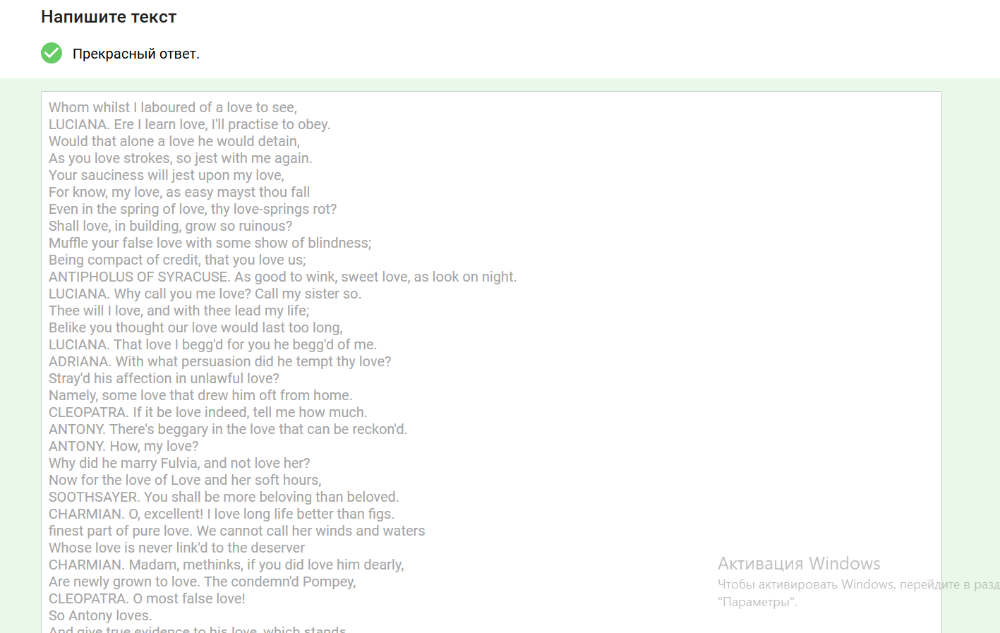 Напишите текст
Прекрасный ответ.
Whom whilst I laboured of a love to see,
LUCIANA. Ere I learn love, I'll practise to obey.
Would that alone a love he would detain,
As you love strokes, so jest with me again.
Your sauciness will jest upon my love,
For know, my love, as easy mayst thou fall
Even in the spring of love, thy love-springs rot?
Shall love, in building, grow so ruinous?
Muffle your false love with some show of blindness;
Being compact of credit, that you love us;
ANTIPHOLUS OF SYRACUSE. As good to wink, sweet love, as look on night.
LUCIANA. Why call you me love? Call my sister so.
Thee will I love, and with thee lead my life;
Belike you thought our love would last too long,
LUCIANA. That love I begg'd for you he begg'd of me.
ADRIANA. With what persuasion did he tempt thy love?
Stray'd his affection in unlawful love?
Namely, some love that drew him oft from home.
CLEOPATRA. If it be love indeed, tell me how much.
ANTONY. There's beggary in the love that can be reckon'd.
ANTONY. How, my love?
Why did he marry Fulvia, and not love her?
Now for the love of Love and her soft hours,
SOOTHSAYER. You shall be more beloving than beloved.
CHARMIAN. O, excellent! I love long life better than figs.
finest part of pure love. We cannot call her winds and waters
Whose love is never link'd to the deserver
CHARMIAN. Madam, methinks, if you did love him dearly,
Are newly grown to love. The condemn'd Pompey,
CLEOPATRA. O most false love!
So Antony loves.
And give true evidence to his love, which stands
Активация Windows
Чтобы активировать Windows, перейдите в разд
"Параметры".